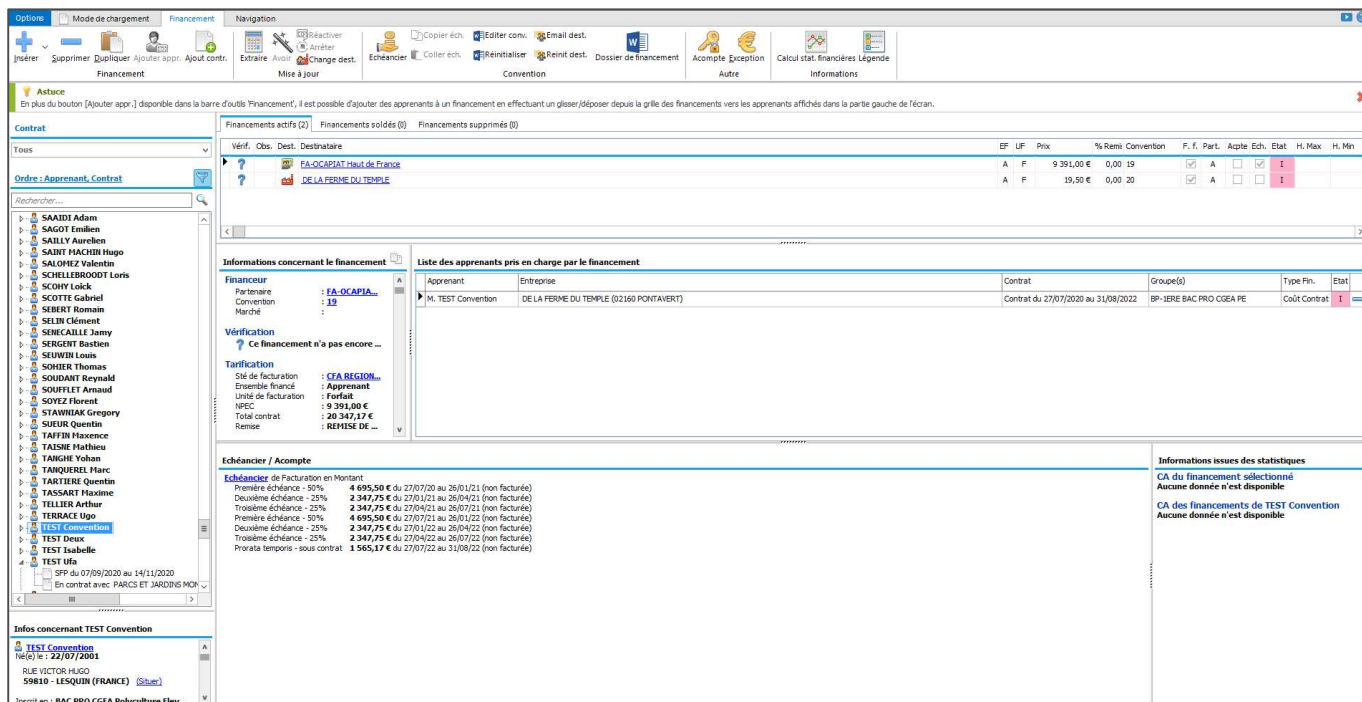 Options Mode de chargement Financement Navigation
Réactiver Copier éch. Editer conv. Email dest.
Arrêter
Insérer Supprimer Dupliquer Ajouter appr. Ajout contr. Extraire Avoir Change dest. Echéancier Coller éch. Réinitialiser Reinit dest. Dossier de financement Acompte Exception Calcul stat. financières Légende
Financement Mise à jour Convention Autre Informations
Astuce
En plus du bouton [Ajouter appr.] disponible dans la barre d'outils 'Financement', il est possible d'ajouter des apprenants à un financement en effectuant un glisser/déposer depuis la grille des financements vers les apprenants affichés dans la partie gauche de l'écran.
Contrat
Tous
Ordre : Apprenant, Contrat
Rechercher...
SAAIDI Adam
SAGOT Emilien
SAILLY Aurelien
SAINT MACHIN Hugo
SALOMEZ Valentin
SCHELLEBROODT Loris
SCOHY Loick
SCOTTE Gabriel
SEBERT Romain
SELIN Clément
SENECAILLE Jamy
SERGENT Bastien
SEUWIN Louis
SOHIER Thomas
SOUDANT Reynald
SOUFFLET Arnaud
SOYEZ Florent
STAWNIAK Gregory
SUEUR Quentin
TAFFIN Maxence
TAISNE Mathieu
TANGHE Yohan
TANQUEREL Marc
TARTIERE Quentin
TASSART Maxime
TELLIER Arthur
TERRACE Ugo
TEST Convention
TEST Deux
TEST Isabelle
TEST Ufa
SFP du 07/09/2020 au 14/11/2020
En contrat avec PARCS ET JARDINS MON
Infos concernant TEST Convention
TEST Convention
Né(e) le : 22/07/2001
RUE VICTOR HUGO
59810 - LESQUIN (FRANCE) (Situer)
Inscrit en : BAC PRO CGEA Polyculture Elev
Financements actifs (2) Financements soldés (0) Financements supprimés (0)
Vérif. Obs. Dest. Destinataire EF UF Prix % Remi Convention F. f. Part. Acpte Ech. Etat H. Max H. Min
FA-OCAPIAT Haut de France A F 9 391,00 € 0,00 19 A I
DE LA FERME DU TEMPLE A F 19,50 € 0,00 20 A I
Informations concernant le financement
Financeur
Partenaire : FA-OCAPIA...
Convention : 19
Marché :
Vérification
Ce financement n'a pas encore ...
Tarification
Sté de facturation : CFA REGION...
Ensemble financé : Apprenant
Unité de facturation : Forfait
NPEC : 9 391,00 €
Total contrat : 20 347,17 €
Remise : REMISE DE ...
Liste des apprenants pris en charge par le financement
Apprenant Entreprise Contrat Groupe(s) Type Fin. Etat
M. TEST Convention DE LA FERME DU TEMPLE (02160 PONTAVERT) Contrat du 27/07/2020 au 31/08/2022 BP-1ERE BAC PRO CGEA PE Coût Contrat I
Echéancier / Acompte
Echéancier de Facturation en Montant
Première échéance - 50% 4 695,50 € du 27/07/20 au 26/01/21 (non facturée)
Deuxième échéance - 25% 2 347,75 € du 27/01/21 au 26/04/21 (non facturée)
Troisième échéance - 25% 2 347,75 € du 27/04/21 au 26/07/21 (non facturée)
Première échéance - 50% 4 695,50 € du 27/07/21 au 26/01/22 (non facturée)
Deuxième échéance - 25% 2 347,75 € du 27/01/22 au 26/04/22 (non facturée)
Troisième échéance - 25% 2 347,75 € du 27/04/22 au 26/07/22 (non facturée)
Prorata temporis - sous contrat 1 565,17 € du 27/07/22 au 31/08/22 (non facturée)
Informations issues des statistiques
CA du financement sélectionné
Aucune donnée n'est disponible
CA des financements de TEST Convention
Aucune donnée n'est disponible